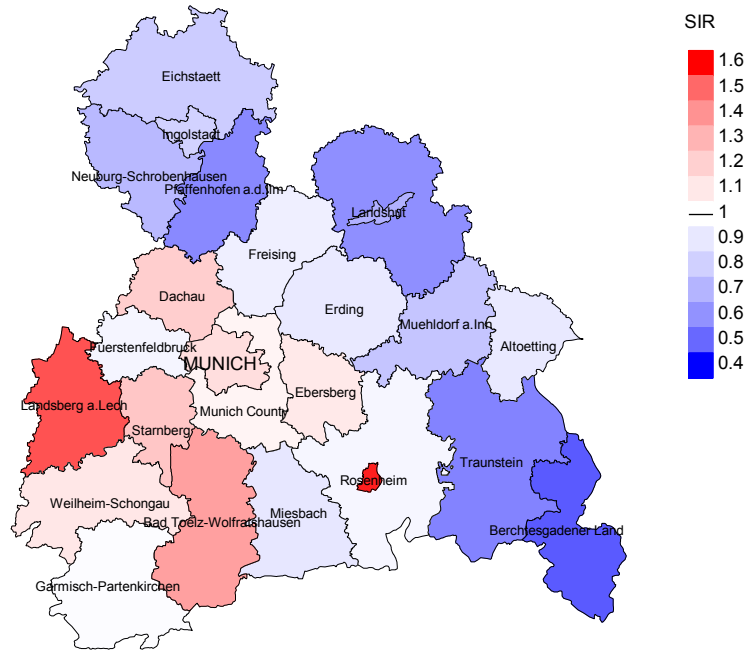 SIR
1.6
1.5
1.4
1.3
1.2
1.1
1
0.9
0.8
0.7
0.6
0.5
0.4
Eichstaett
Ingolstadt
Neuburg-Schrobenhausen
Pfaffenhofen a.d.Ilm
Landshut
Freising
Dachau
Erding
Muehldorf a.Inn
Altoetting
Fuerstenfeldbruck
MUNICH
Ebersberg
Landsberg a.Lech
Munich County
Starnberg
Traunstein
Rosenheim
Weilheim-Schongau
Miesbach
Bad Toelz-Wolfratshausen
Berchtesgadener Land
Garmisch-Partenkirchen